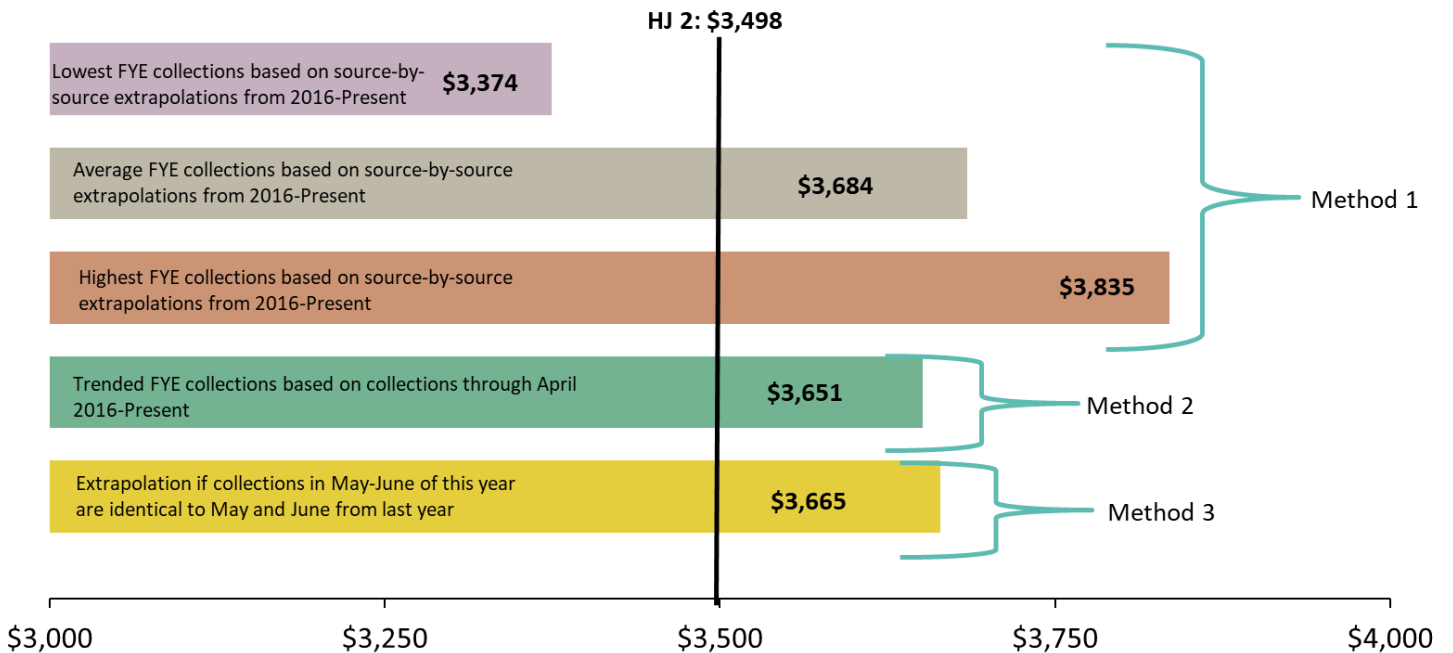 HJ 2: $3,498
Lowest FYE collections based on source-by-
source extrapolations from 2016-Present
$3,374
Average FYE collections based on source-by-source
extrapolations from 2016-Present
$3,684
Method 1
Highest FYE collections based on source-by-source
extrapolations from 2016-Present
$3,835
Trended FYE collections based on collections through April
2016-Present
$3,651
Method 2
Extrapolation if collections in May-June of this year
are identical to May and June from last year
$3,665
Method 3
$3,000
$3,250
$3,500
$3,750
$4,000